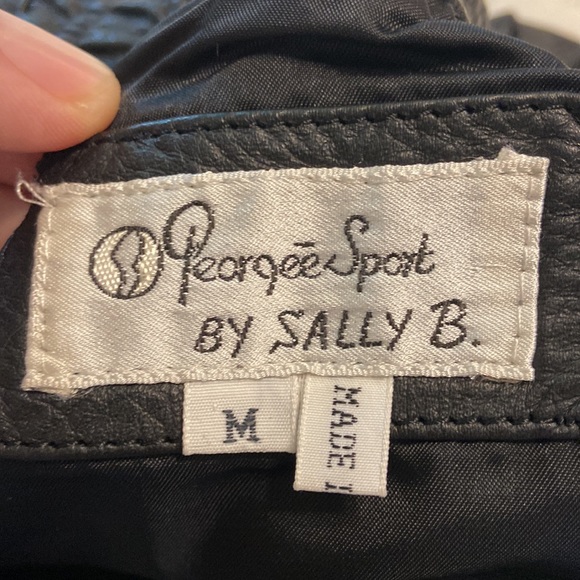 Georgeē Sport
BY SALLY B.
M
MADE I